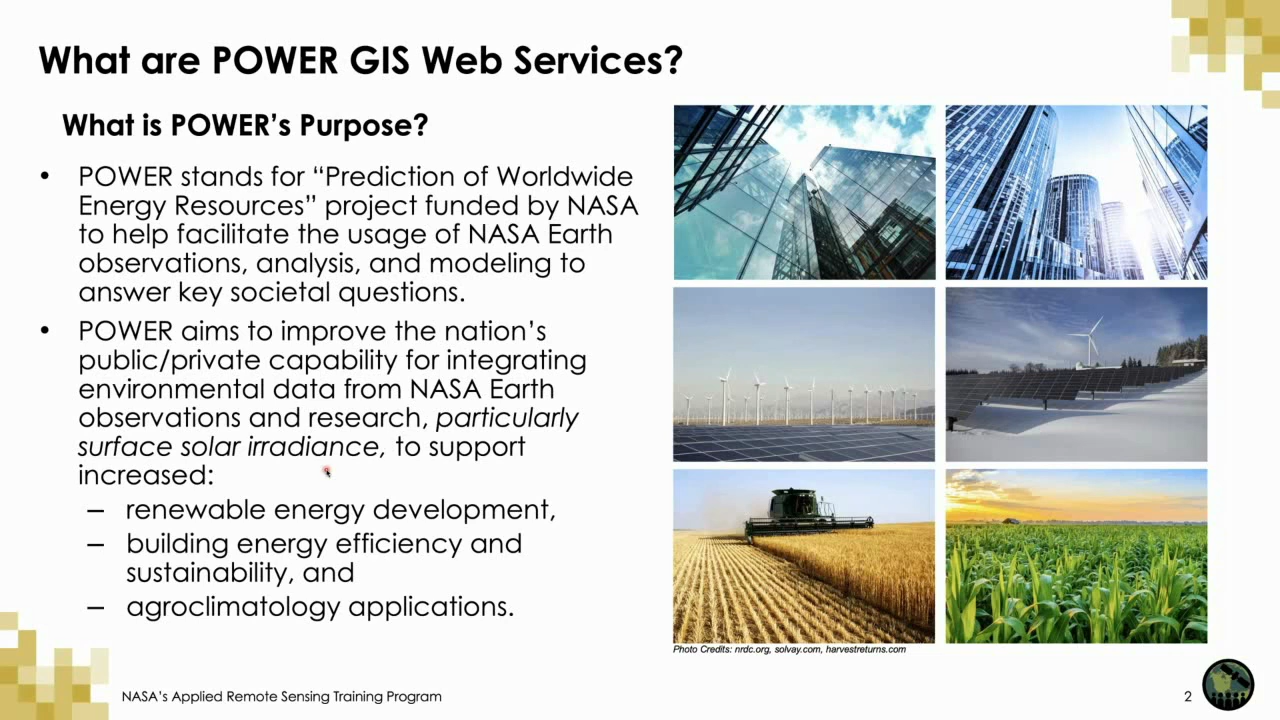 What are POWER GIS Web Services?
What is POWER’s Purpose?
• POWER stands for “Prediction of Worldwide
Energy Resources” project funded by NASA
to help facilitate the usage of NASA Earth
observations, analysis, and modeling to
answer key societal questions.
• POWER aims to improve the nation’s
public/private capability for integrating
environmental data from NASA Earth
observations and research, particularly
surface solar irradiance, to support
increased:
– renewable energy development,
– building energy efficiency and
sustainability, and
– agroclimatology applications.
Photo Credits: nrdc.org, solvay.com, harvestreturns.com
NASA’s Applied Remote Sensing Training Program
2